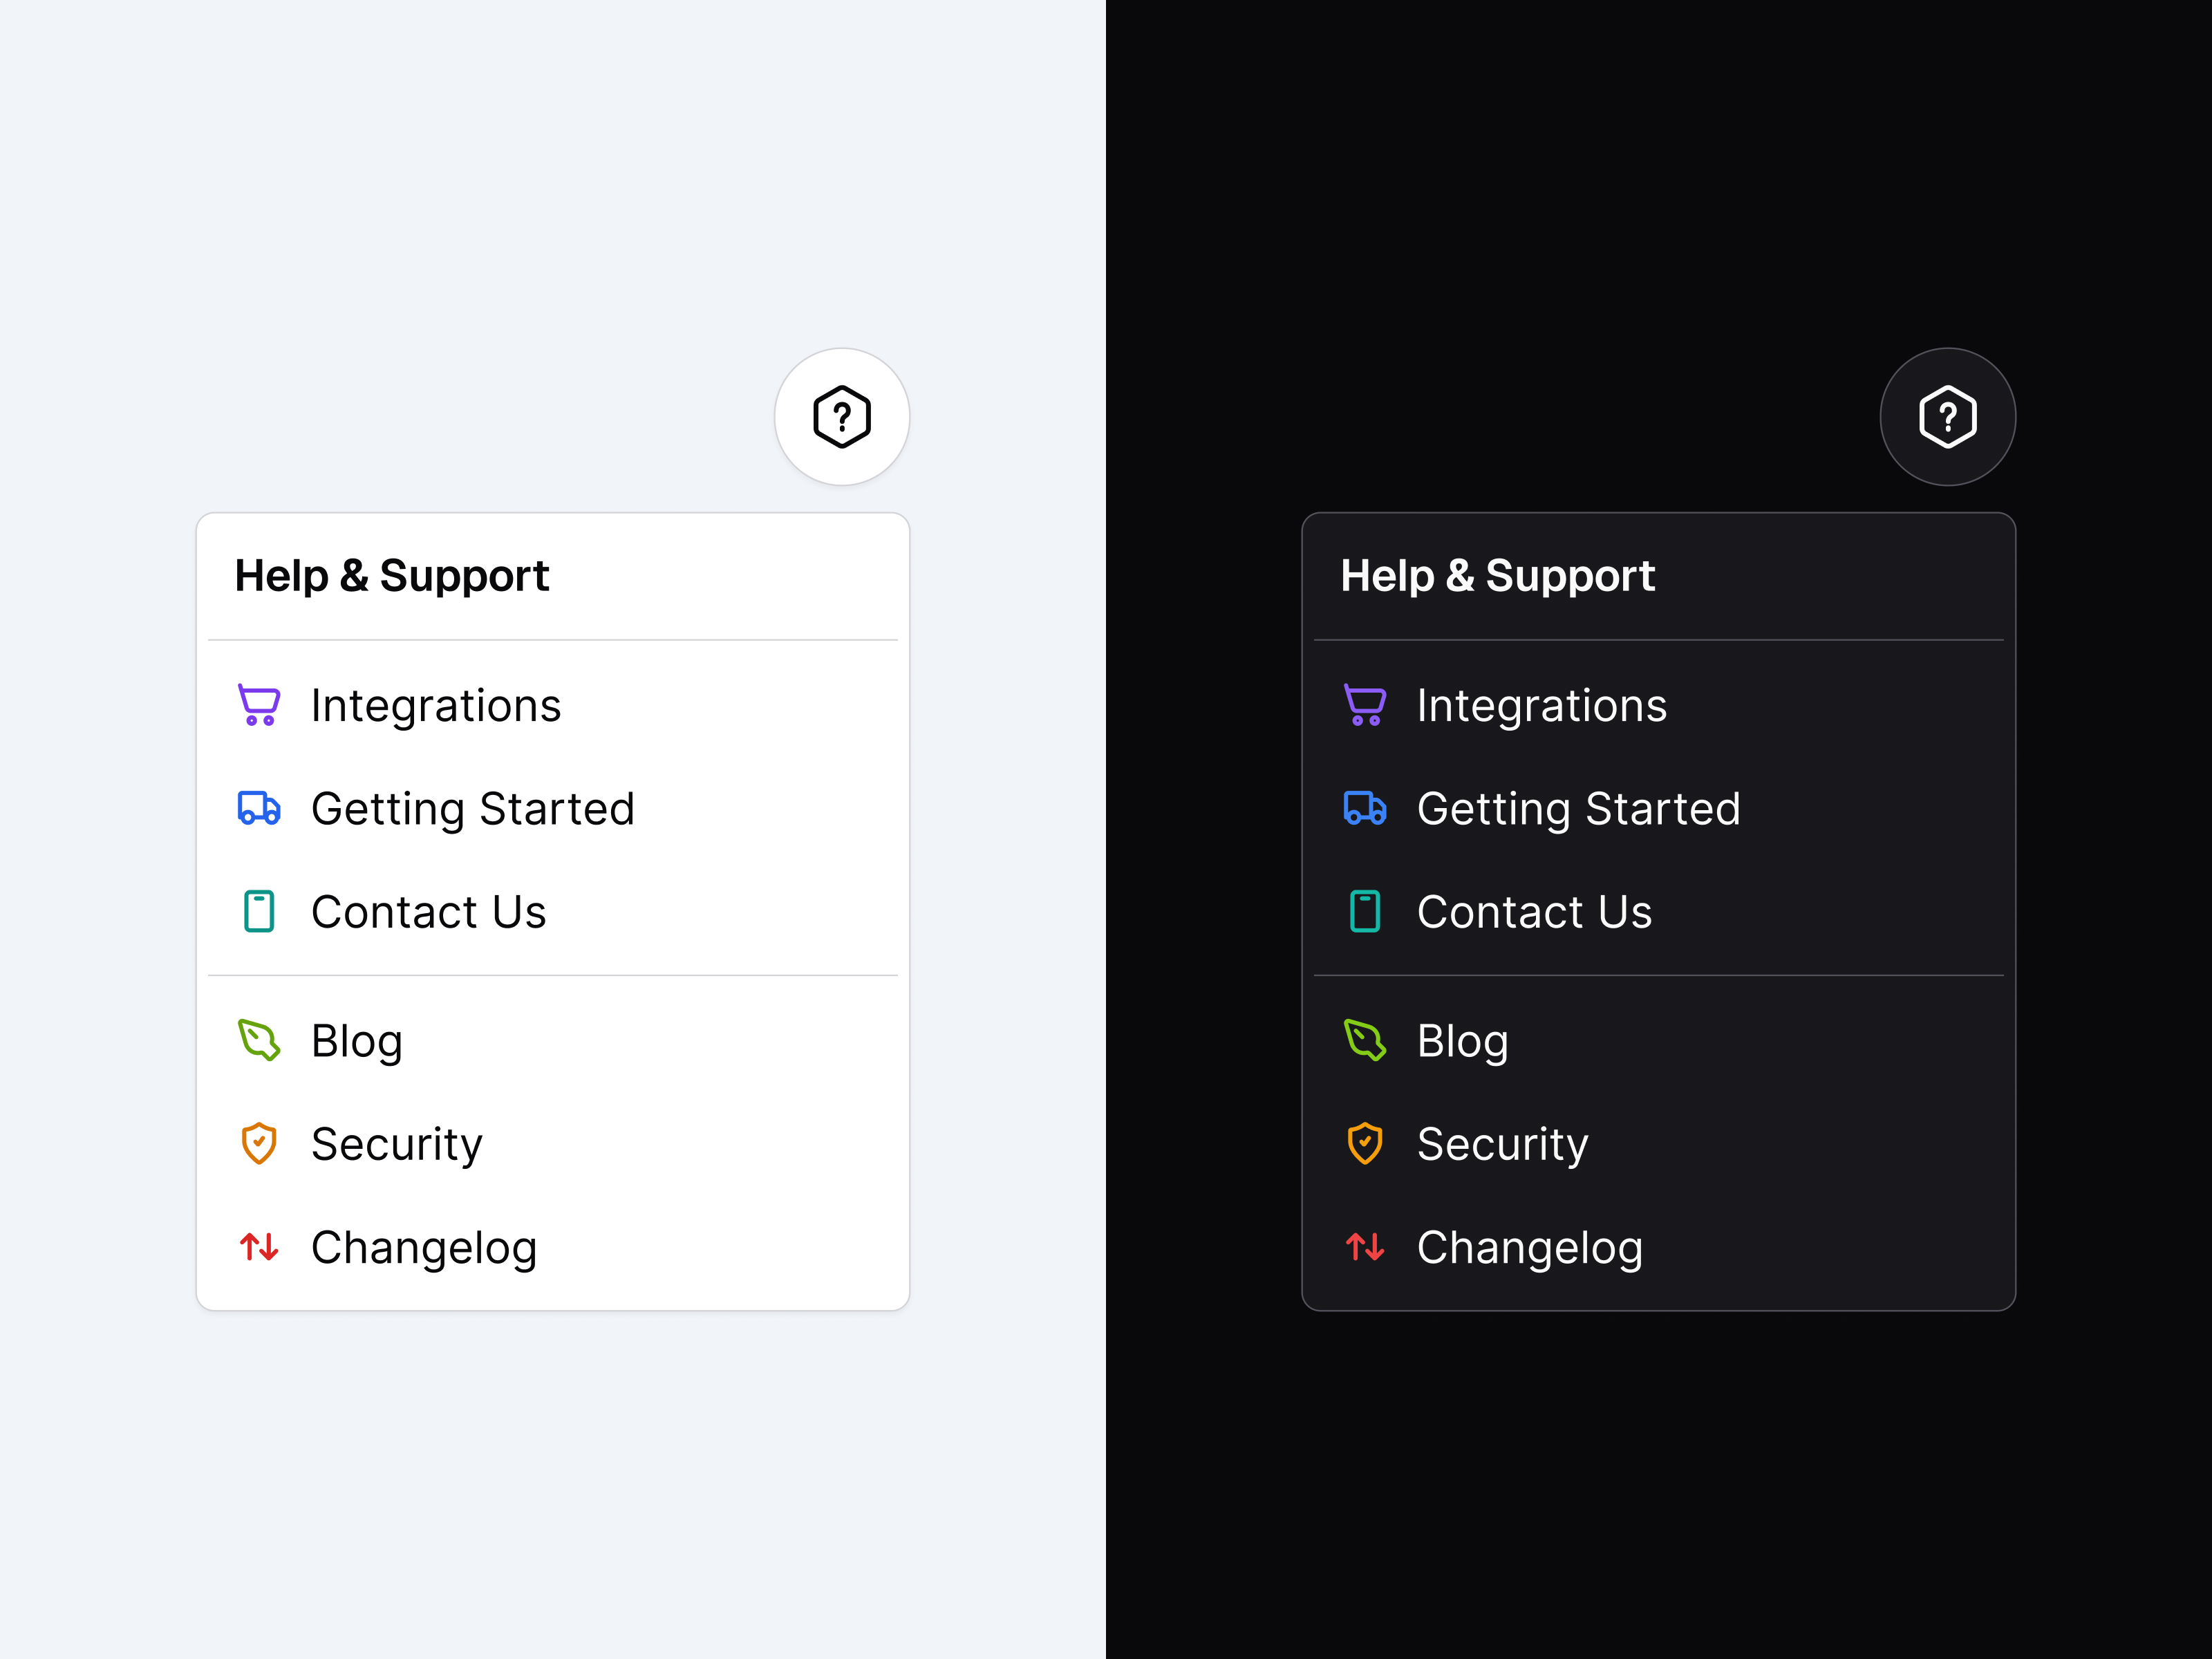 Help & Support
Integrations
Getting Started
Contact Us
Blog
Security
Changelog
Help & Support
Integrations
Getting Started
Contact Us
Blog
Security
Changelog